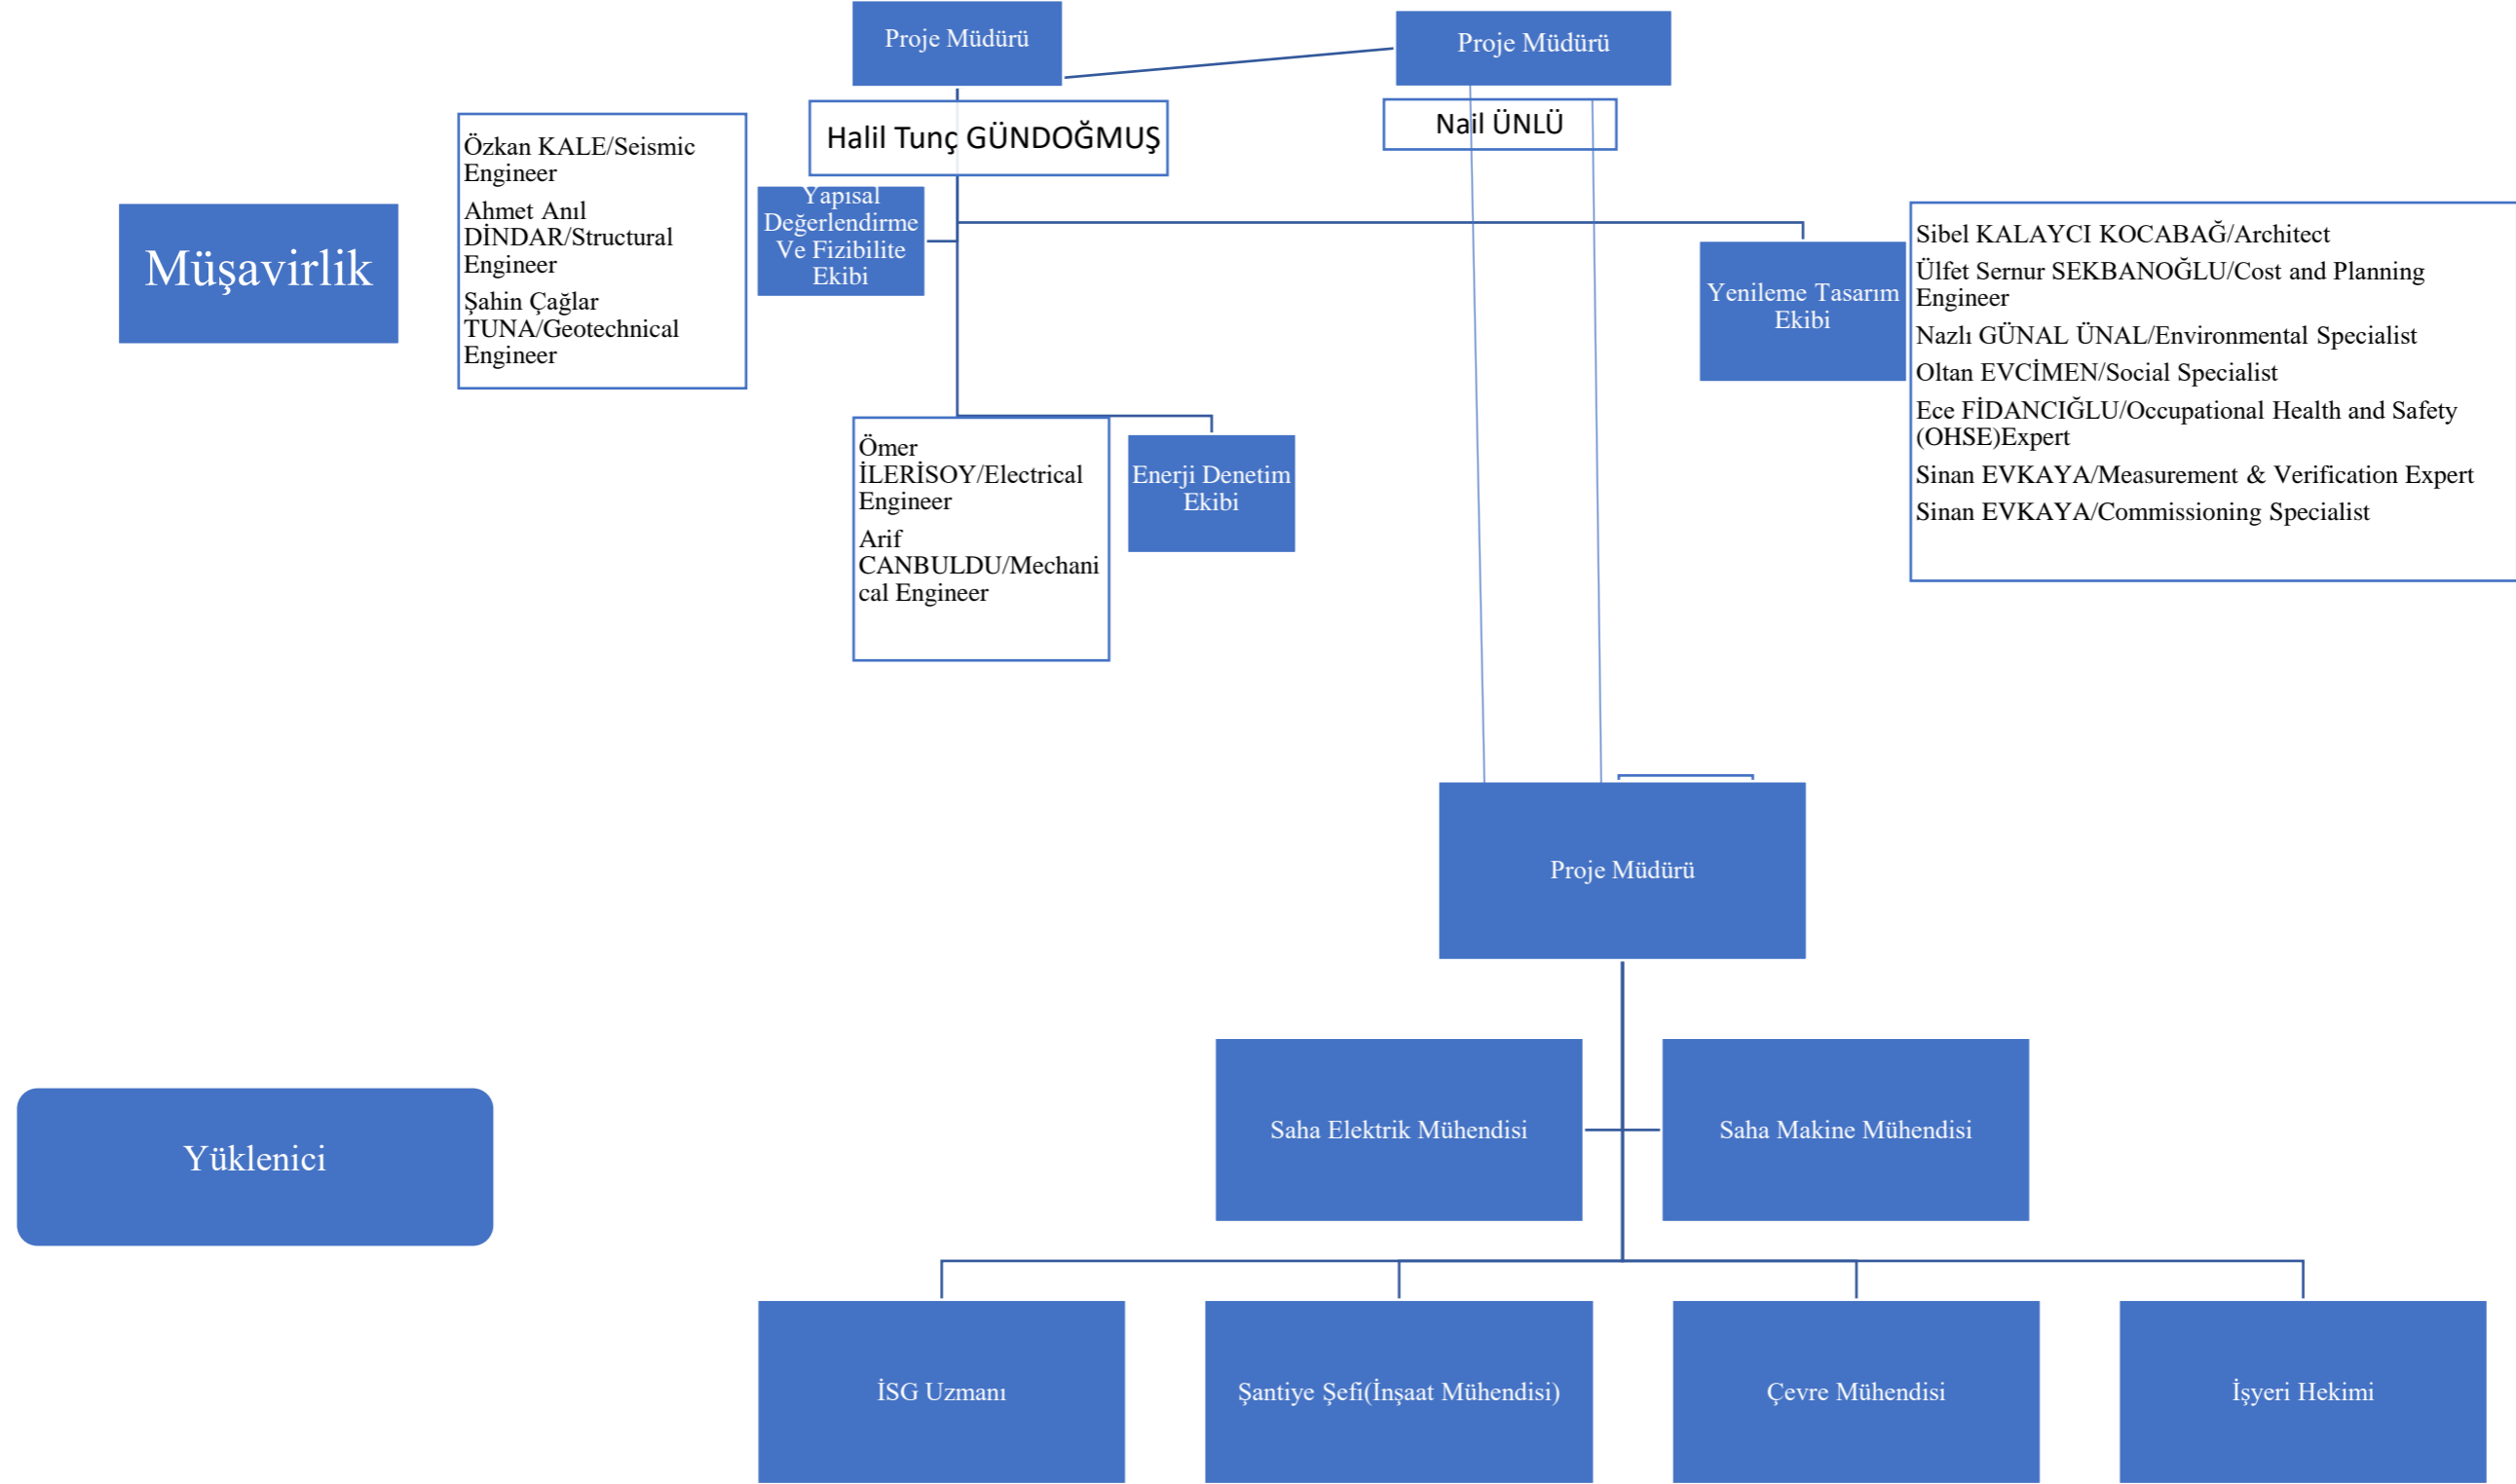 Proje Müdürü
Proje Müdürü
Halil Tunç GÜNDOĞMUŞ
Nail ÜNLÜ
Müşavirlik
Özkan KALE/Seismic
Engineer
Ahmet Anıl
DİNDAR/Structural
Engineer
Şahin Çağlar
TUNA/Geotechnical
Engineer
Yapısal
Değerlendirme
Ve Fizibilite
Ekibi
Yenileme Tasarım
Ekibi
Sibel KALAYCI KOCABAĞ/Architect
Ülfet Sernur SEKBANOĞLU/Cost and Planning
Engineer
Nazlı GÜNAL ÜNAL/Environmental Specialist
Oltan EVCİMEN/Social Specialist
Ece FİDANCIĞLU/Occupational Health and Safety
(OHSE)Expert
Sinan EVKAYA/Measurement & Verification Expert
Sinan EVKAYA/Commissioning Specialist
Ömer
İLERİSOY/Electrical
Engineer
Arif
CANBULDU/Mechani
cal Engineer
Enerji Denetim
Ekibi
Proje Müdürü
Saha Elektrik Mühendisi
Saha Makine Mühendisi
Yüklenici
İSG Uzmanı
Şantiye Şefi(İnşaat Mühendisi)
Çevre Mühendisi
İşyeri Hekimi